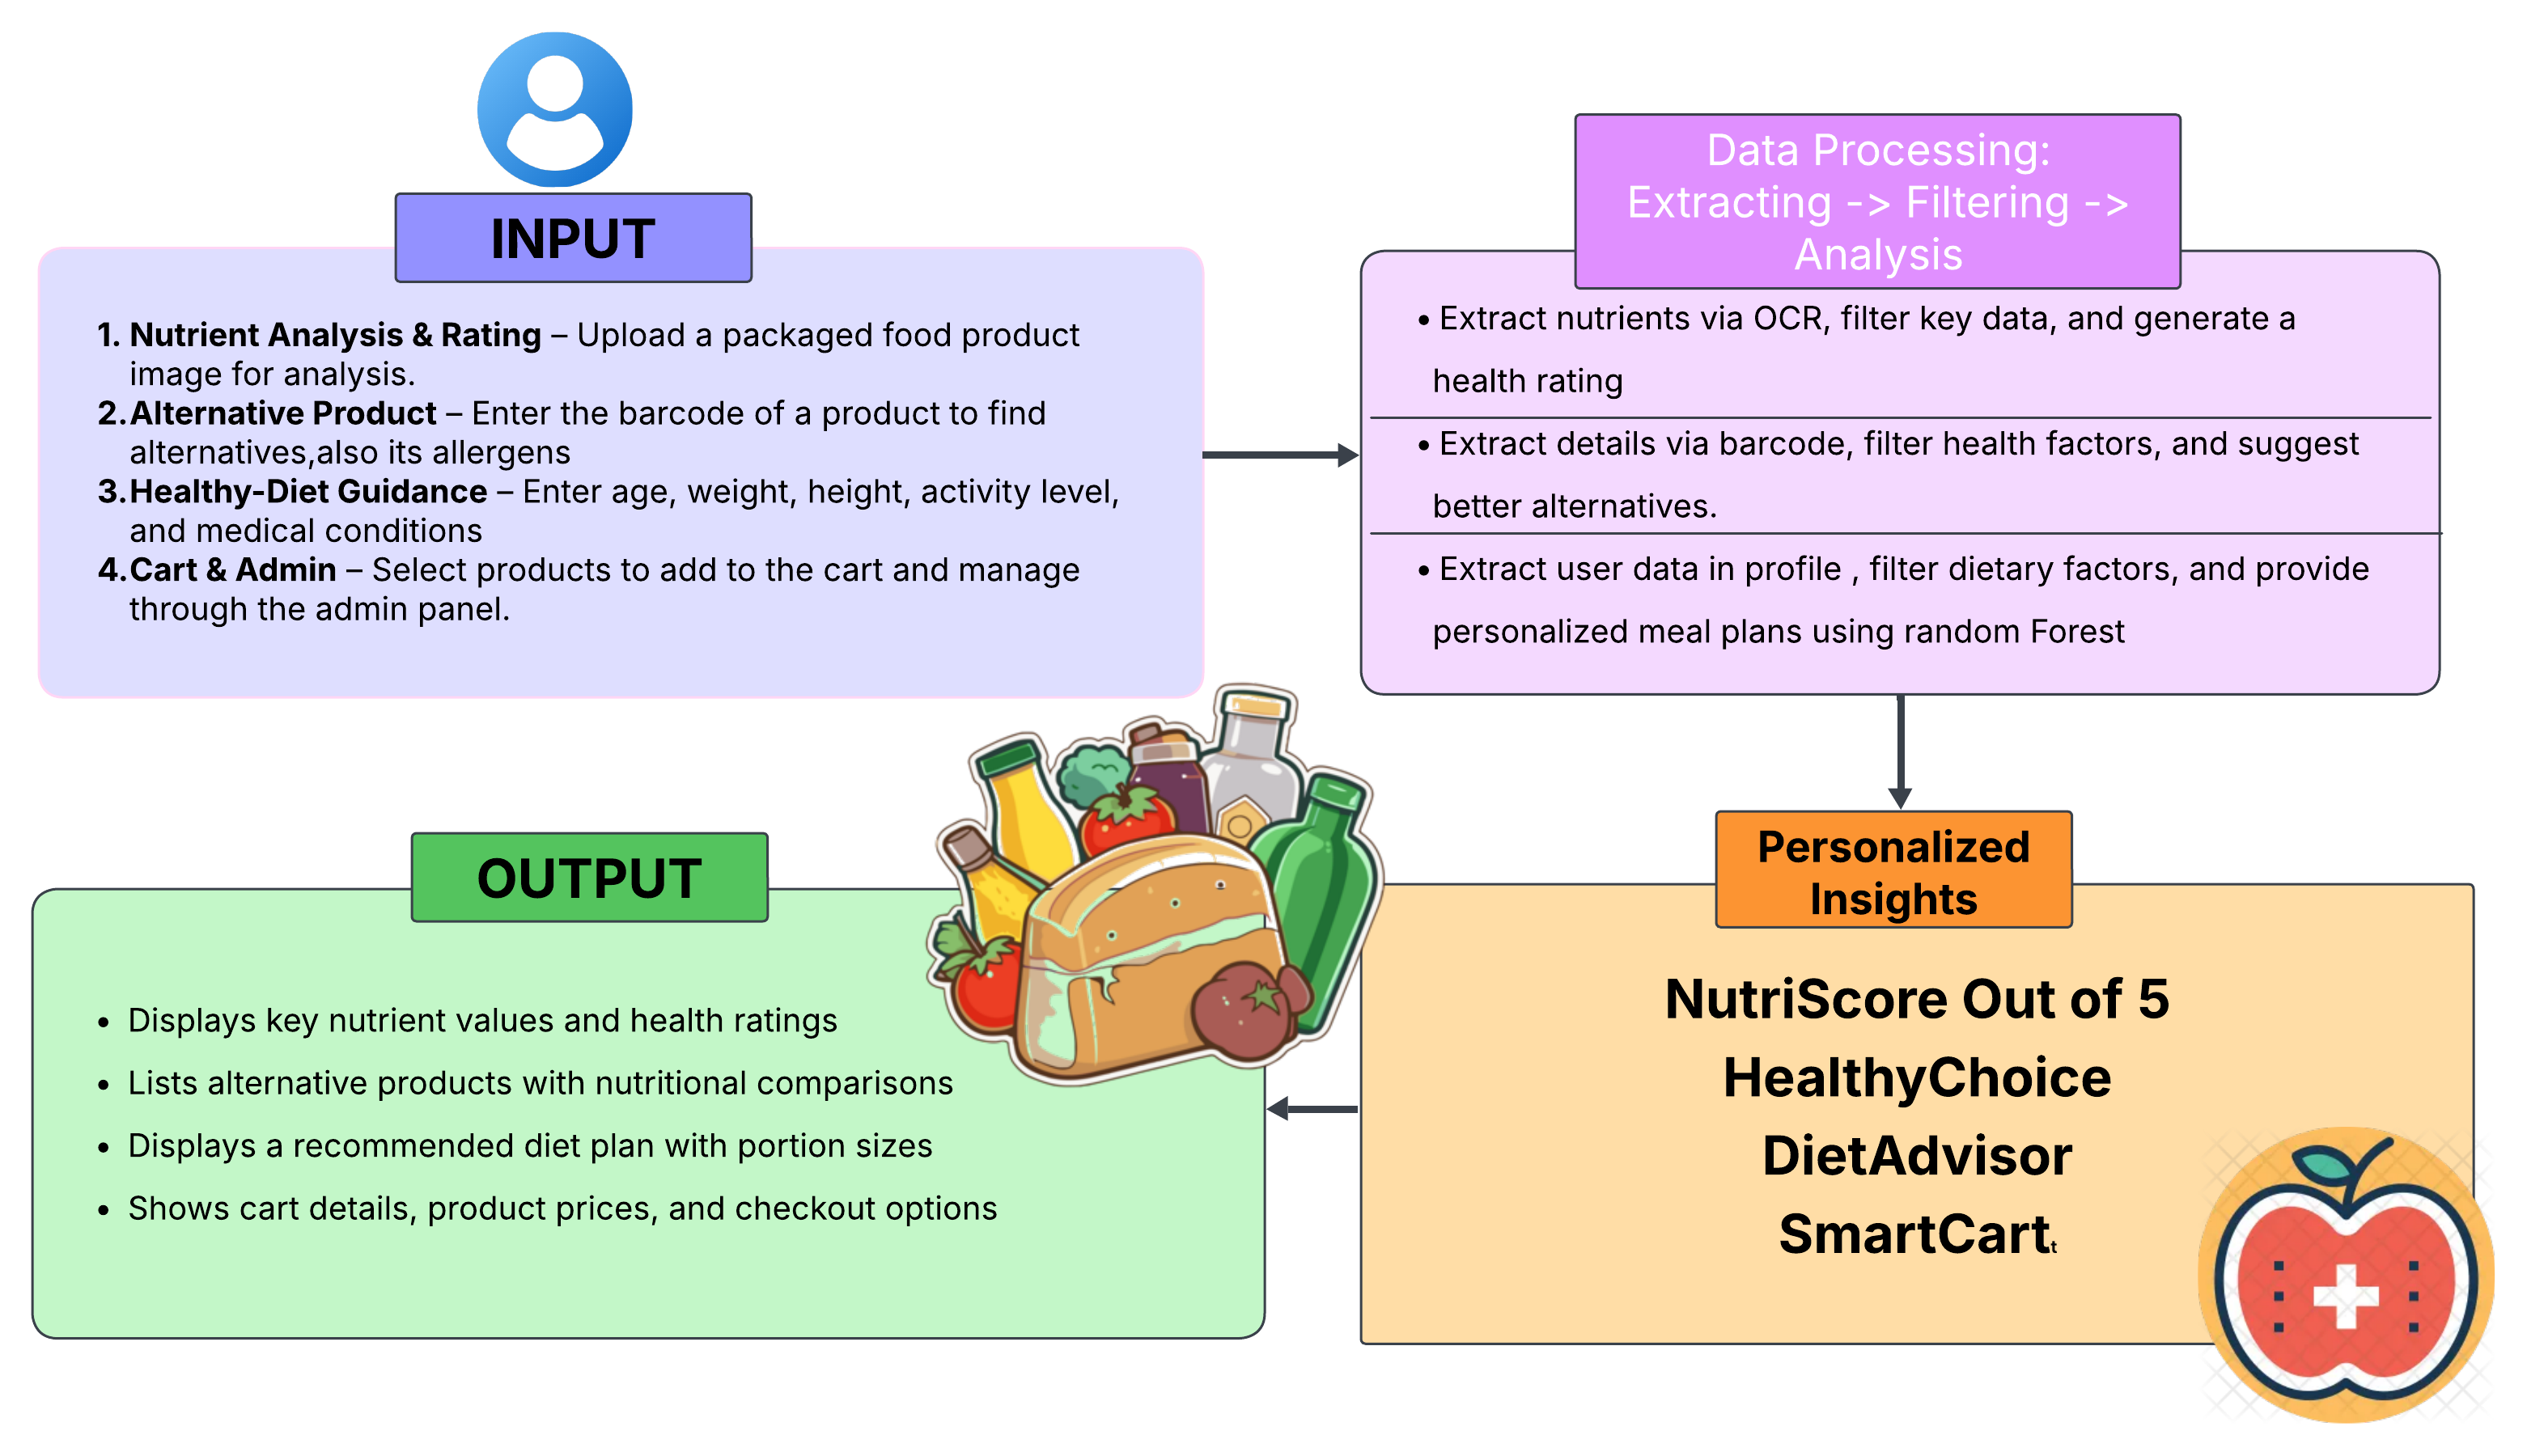 INPUT
1. Nutrient Analysis & Rating – Upload a packaged food product
image for analysis.
2. Alternative Product – Enter the barcode of a product to find
alternatives,also its allergens
3. Healthy-Diet Guidance – Enter age, weight, height, activity level,
and medical conditions
4. Cart & Admin – Select products to add to the cart and manage
through the admin panel.
Data Processing:
Extracting -> Filtering ->
Analysis
• Extract nutrients via OCR, filter key data, and generate a
health rating
• Extract details via barcode, filter health factors, and suggest
better alternatives.
• Extract user data in profile , filter dietary factors, and provide
personalized meal plans using random Forest
Personalized
Insights
NutriScore Out of 5
HealthyChoice
DietAdvisor
SmartCartt
OUTPUT
• Displays key nutrient values and health ratings
• Lists alternative products with nutritional comparisons
• Displays a recommended diet plan with portion sizes
• Shows cart details, product prices, and checkout options